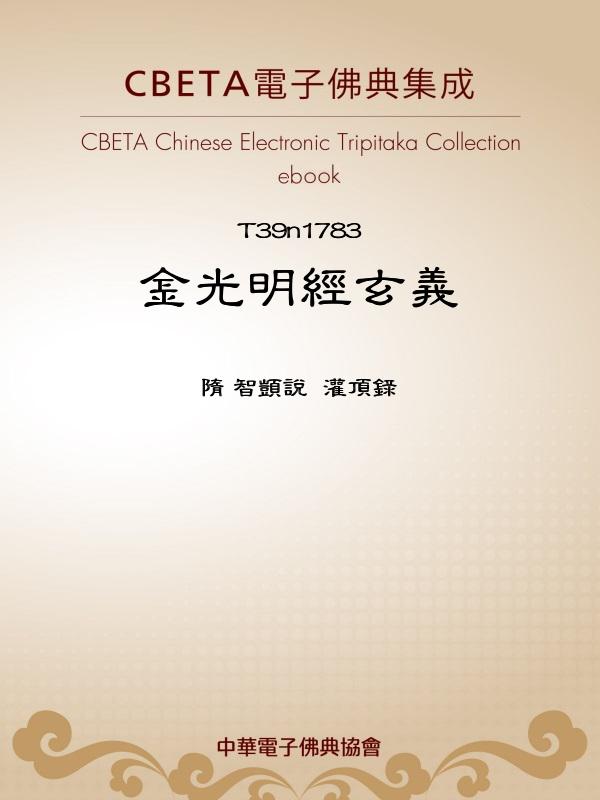 CBETA電子佛典集成
CBETA Chinese Electronic Tripitaka Collection
ebook
T39n1783
金光明經玄義
隋 智顗說 灌頂錄
中華電子佛典協會